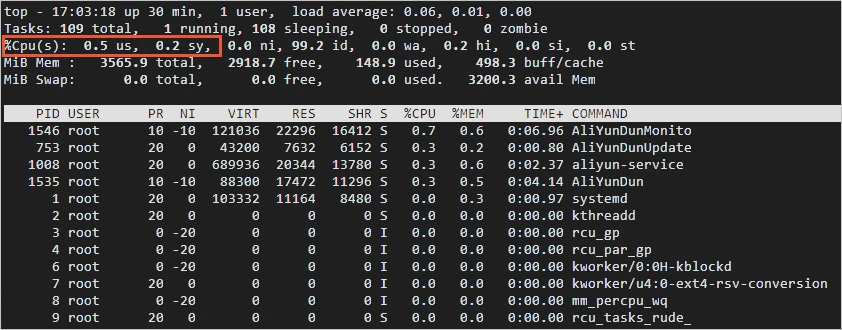 top - 17:03:18 up 30 min,  1 user,  load average: 0.06, 0.01, 0.00
Tasks: 109 total,   1 running, 108 sleeping,   0 stopped,   0 zombie
%Cpu(s):  0.5 us,  0.2 sy,  0.0 ni, 99.2 id,  0.0 wa,  0.2 hi,  0.0 si,  0.0 st
MiB Mem :   3565.9 total,   2918.7 free,    148.9 used,    498.3 buff/cache
MiB Swap:      0.0 total,      0.0 free,      0.0 used.   3200.3 avail Mem
PID USER      PR  NI    VIRT    RES    SHR S  %CPU  %MEM     TIME+ COMMAND
1546 root      10 -10  121036  22296  16412 S   0.7   0.6   0:06.96 AliYunDunMonito
753 root      20   0   43200   7632   6152 S   0.3   0.2   0:00.80 AliYunDunUpdate
1008 root      20   0  689936  20344  13780 S   0.3   0.6   0:02.37 aliyun-service
1535 root      10 -10   88300  17472  11296 S   0.3   0.5   0:04.14 AliYunDun
1 root      20   0  103332  11164   8480 S   0.0   0.3   0:00.97 systemd
2 root      20   0       0      0      0 S   0.0   0.0   0:00.00 kthreadd
3 root       0 -20       0      0      0 I   0.0   0.0   0:00.00 rcu_gp
4 root       0 -20       0      0      0 I   0.0   0.0   0:00.00 rcu_par_gp
6 root       0 -20       0      0      0 I   0.0   0.0   0:00.00 kworker/0:0H-kblockd
7 root      20   0       0      0      0 I   0.0   0.0   0:00.00 kworker/u4:0-ext4-rsv-conversion
8 root       0 -20       0      0      0 I   0.0   0.0   0:00.00 mm_percpu_wq
9 root      20   0       0      0      0 S   0.0   0.0   0:00.00 rcu_tasks_rude_